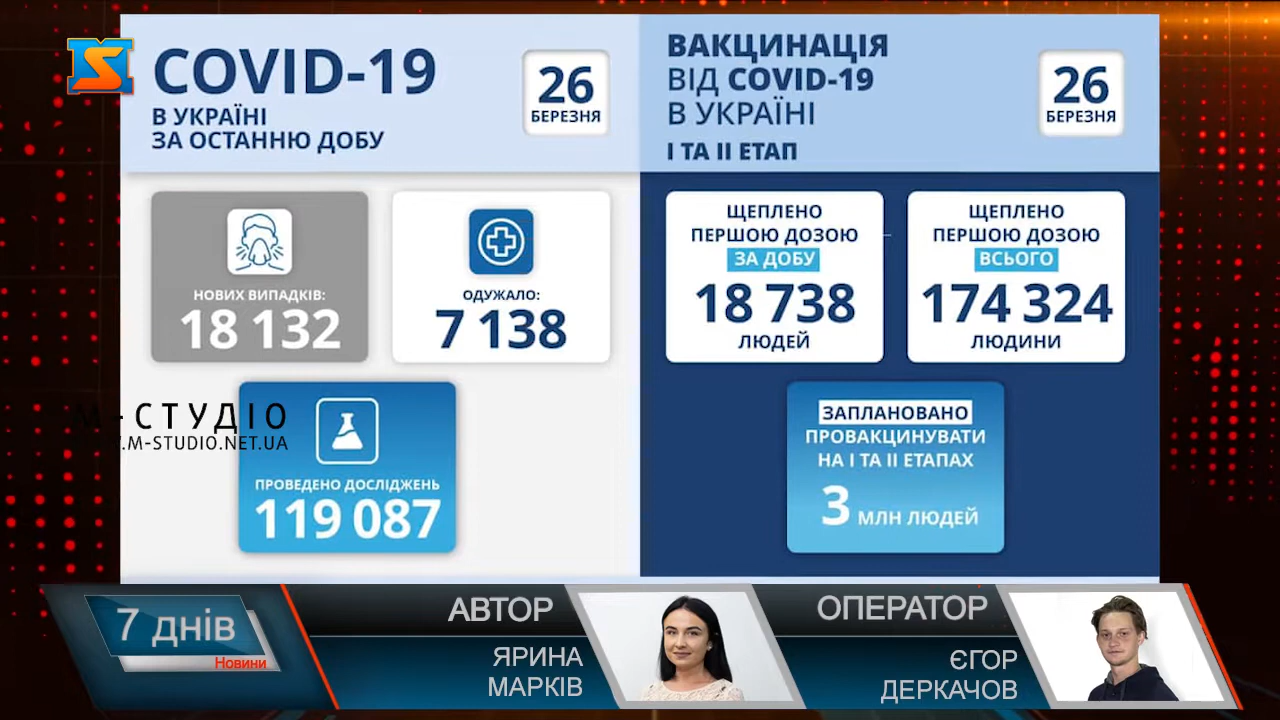 COVID-19
В УКРАЇНІ
ЗА ОСТАННЮ ДОБУ
26
БЕРЕЗНЯ
ВАКЦИНАЦІЯ
ВІД COVID-19
В УКРАЇНІ
І ТА ІІ ЕТАП
26
БЕРЕЗНЯ
НОВИХ ВИПАДКІВ:
18 132
ОДУЖАЛО:
7 138
ПРОВЕДЕНО ДОСЛІДЖЕНЬ
119 087
ЩЕПЛЕНО
ПЕРШОЮ ДОЗОЮ
ЗА ДОБУ
18 738
ЛЮДЕЙ
ЩЕПЛЕНО
ПЕРШОЮ ДОЗОЮ
ВСЬОГО
174 324
ЛЮДИНИ
ЗАПЛАНОВАНО
ПРОВАКЦИНУВАТИ
НА І ТА ІІ ЕТАПАХ
3 МЛН ЛЮДЕЙ
М-СТУДІО
WWW.M-STUDIO.NET.UA
7 днів
Новини
АВТОР
ЯРИНА
МАРКІВ
ОПЕРАТОР
ЄГОР
ДЕРКАЧОВ